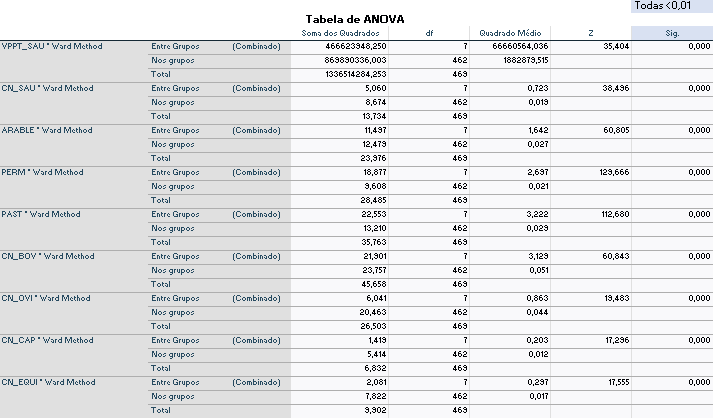 Todas <0,01
Tabela de ANOVA
Soma dos Quadrados df Quadrado Médio Z Sig.
VPPT_SAU * Ward Method Entre Grupos (Combinado) 466623948,250 7 66660564,036 35,404 0,000
Nos grupos 869890336,003 462 1882879,515
Total 1336514284,253 469
CN_SAU * Ward Method Entre Grupos (Combinado) 5,060 7 0,723 38,496 0,000
Nos grupos 8,674 462 0,019
Total 13,734 469
ARABLE * Ward Method Entre Grupos (Combinado) 11,497 7 1,642 60,805 0,000
Nos grupos 12,479 462 0,027
Total 23,976 469
PERM * Ward Method Entre Grupos (Combinado) 18,877 7 2,697 129,666 0,000
Nos grupos 9,608 462 0,021
Total 28,485 469
PAST * Ward Method Entre Grupos (Combinado) 22,553 7 3,222 112,680 0,000
Nos grupos 13,210 462 0,029
Total 35,763 469
CN_BOV * Ward Method Entre Grupos (Combinado) 21,901 7 3,129 60,843 0,000
Nos grupos 23,757 462 0,051
Total 45,658 469
CN_OVI * Ward Method Entre Grupos (Combinado) 6,041 7 0,863 19,483 0,000
Nos grupos 20,463 462 0,044
Total 26,503 469
CN_CAP * Ward Method Entre Grupos (Combinado) 1,419 7 0,203 17,296 0,000
Nos grupos 5,414 462 0,012
Total 6,832 469
CN_EQUI * Ward Method Entre Grupos (Combinado) 2,081 7 0,297 17,555 0,000
Nos grupos 7,822 462 0,017
Total 9,902 469